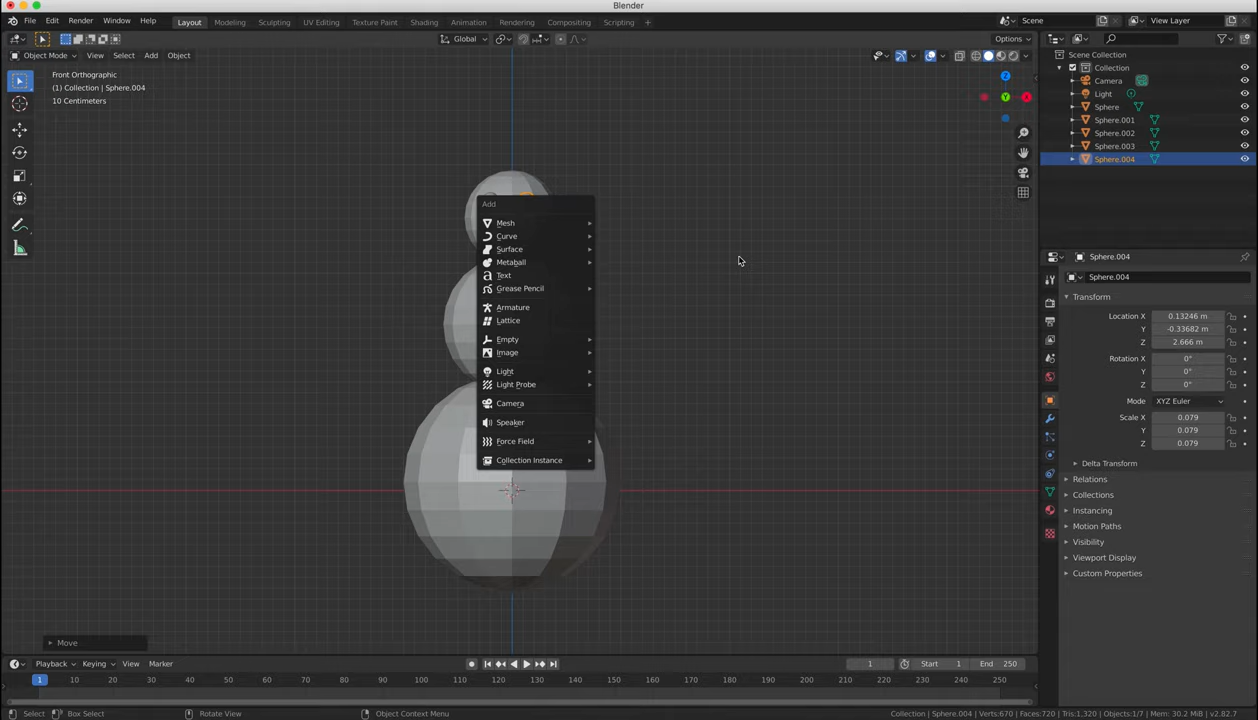 Blender
File Edit Render Window Help Layout Modeling Sculpting UV Editing Texture Paint Shading Animation Rendering Compositing Scripting + Scene View Layer
Global Options
Object Mode View Select Add Object
Front Orthographic
(1) Collection | Sphere.004
10 Centimeters
Z
Y
X
Add
Mesh
Curve
Surface
Metaball
Text
Grease Pencil
Armature
Lattice
Empty
Image
Light
Light Probe
Camera
Speaker
Force Field
Collection Instance
Move
Scene Collection
Collection
Camera
Light
Sphere
Sphere.001
Sphere.002
Sphere.003
Sphere.004
Sphere.004
Sphere.004
Transform
Location X 0.13246 m
Y -0.33682 m
Z 2.666 m
Rotation X 0°
Y 0°
Z 0°
Mode XYZ Euler
Scale X 0.079
Y 0.079
Z 0.079
Delta Transform
Relations
Collections
Instancing
Motion Paths
Visibility
Viewport Display
Custom Properties
Playback Keying View Marker 1 Start 1 End 250
1 10 20 30 40 50 60 70 80 90 100 110 120 130 140 150 160 170 180 190 200 210 220 230 240 250
Select Box Select Rotate View Object Context Menu Collection | Sphere.004 | Verts:670 | Faces:720 | Tris:1,320 | Objects:1/7 | Mem: 30.2 MiB | v2.82.7